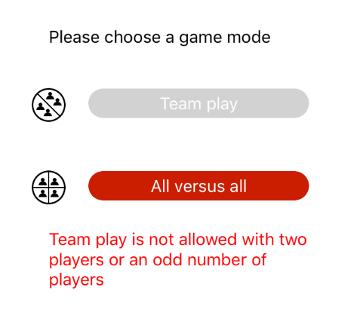 Please choose a game mode
Team play
All versus all
Team play is not allowed with two
players or an odd number of
players